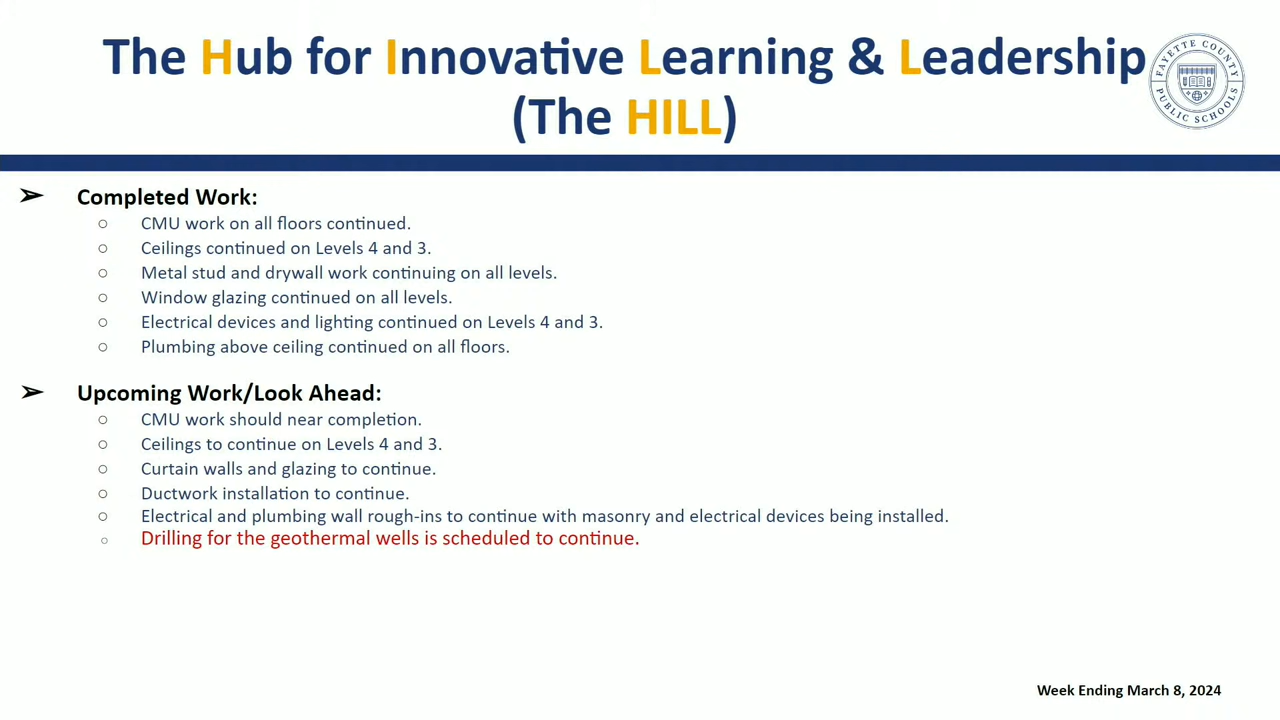 The Hub for Innovative Learning & Leadership
(The HILL)
FAYETTE COUNTY
PUBLIC SCHOOLS
➢ Completed Work:
○ CMU work on all floors continued.
○ Ceilings continued on Levels 4 and 3.
○ Metal stud and drywall work continuing on all levels.
○ Window glazing continued on all levels.
○ Electrical devices and lighting continued on Levels 4 and 3.
○ Plumbing above ceiling continued on all floors.
➢ Upcoming Work/Look Ahead:
○ CMU work should near completion.
○ Ceilings to continue on Levels 4 and 3.
○ Curtain walls and glazing to continue.
○ Ductwork installation to continue.
○ Electrical and plumbing wall rough-ins to continue with masonry and electrical devices being installed.
○ Drilling for the geothermal wells is scheduled to continue.
Week Ending March 8, 2024